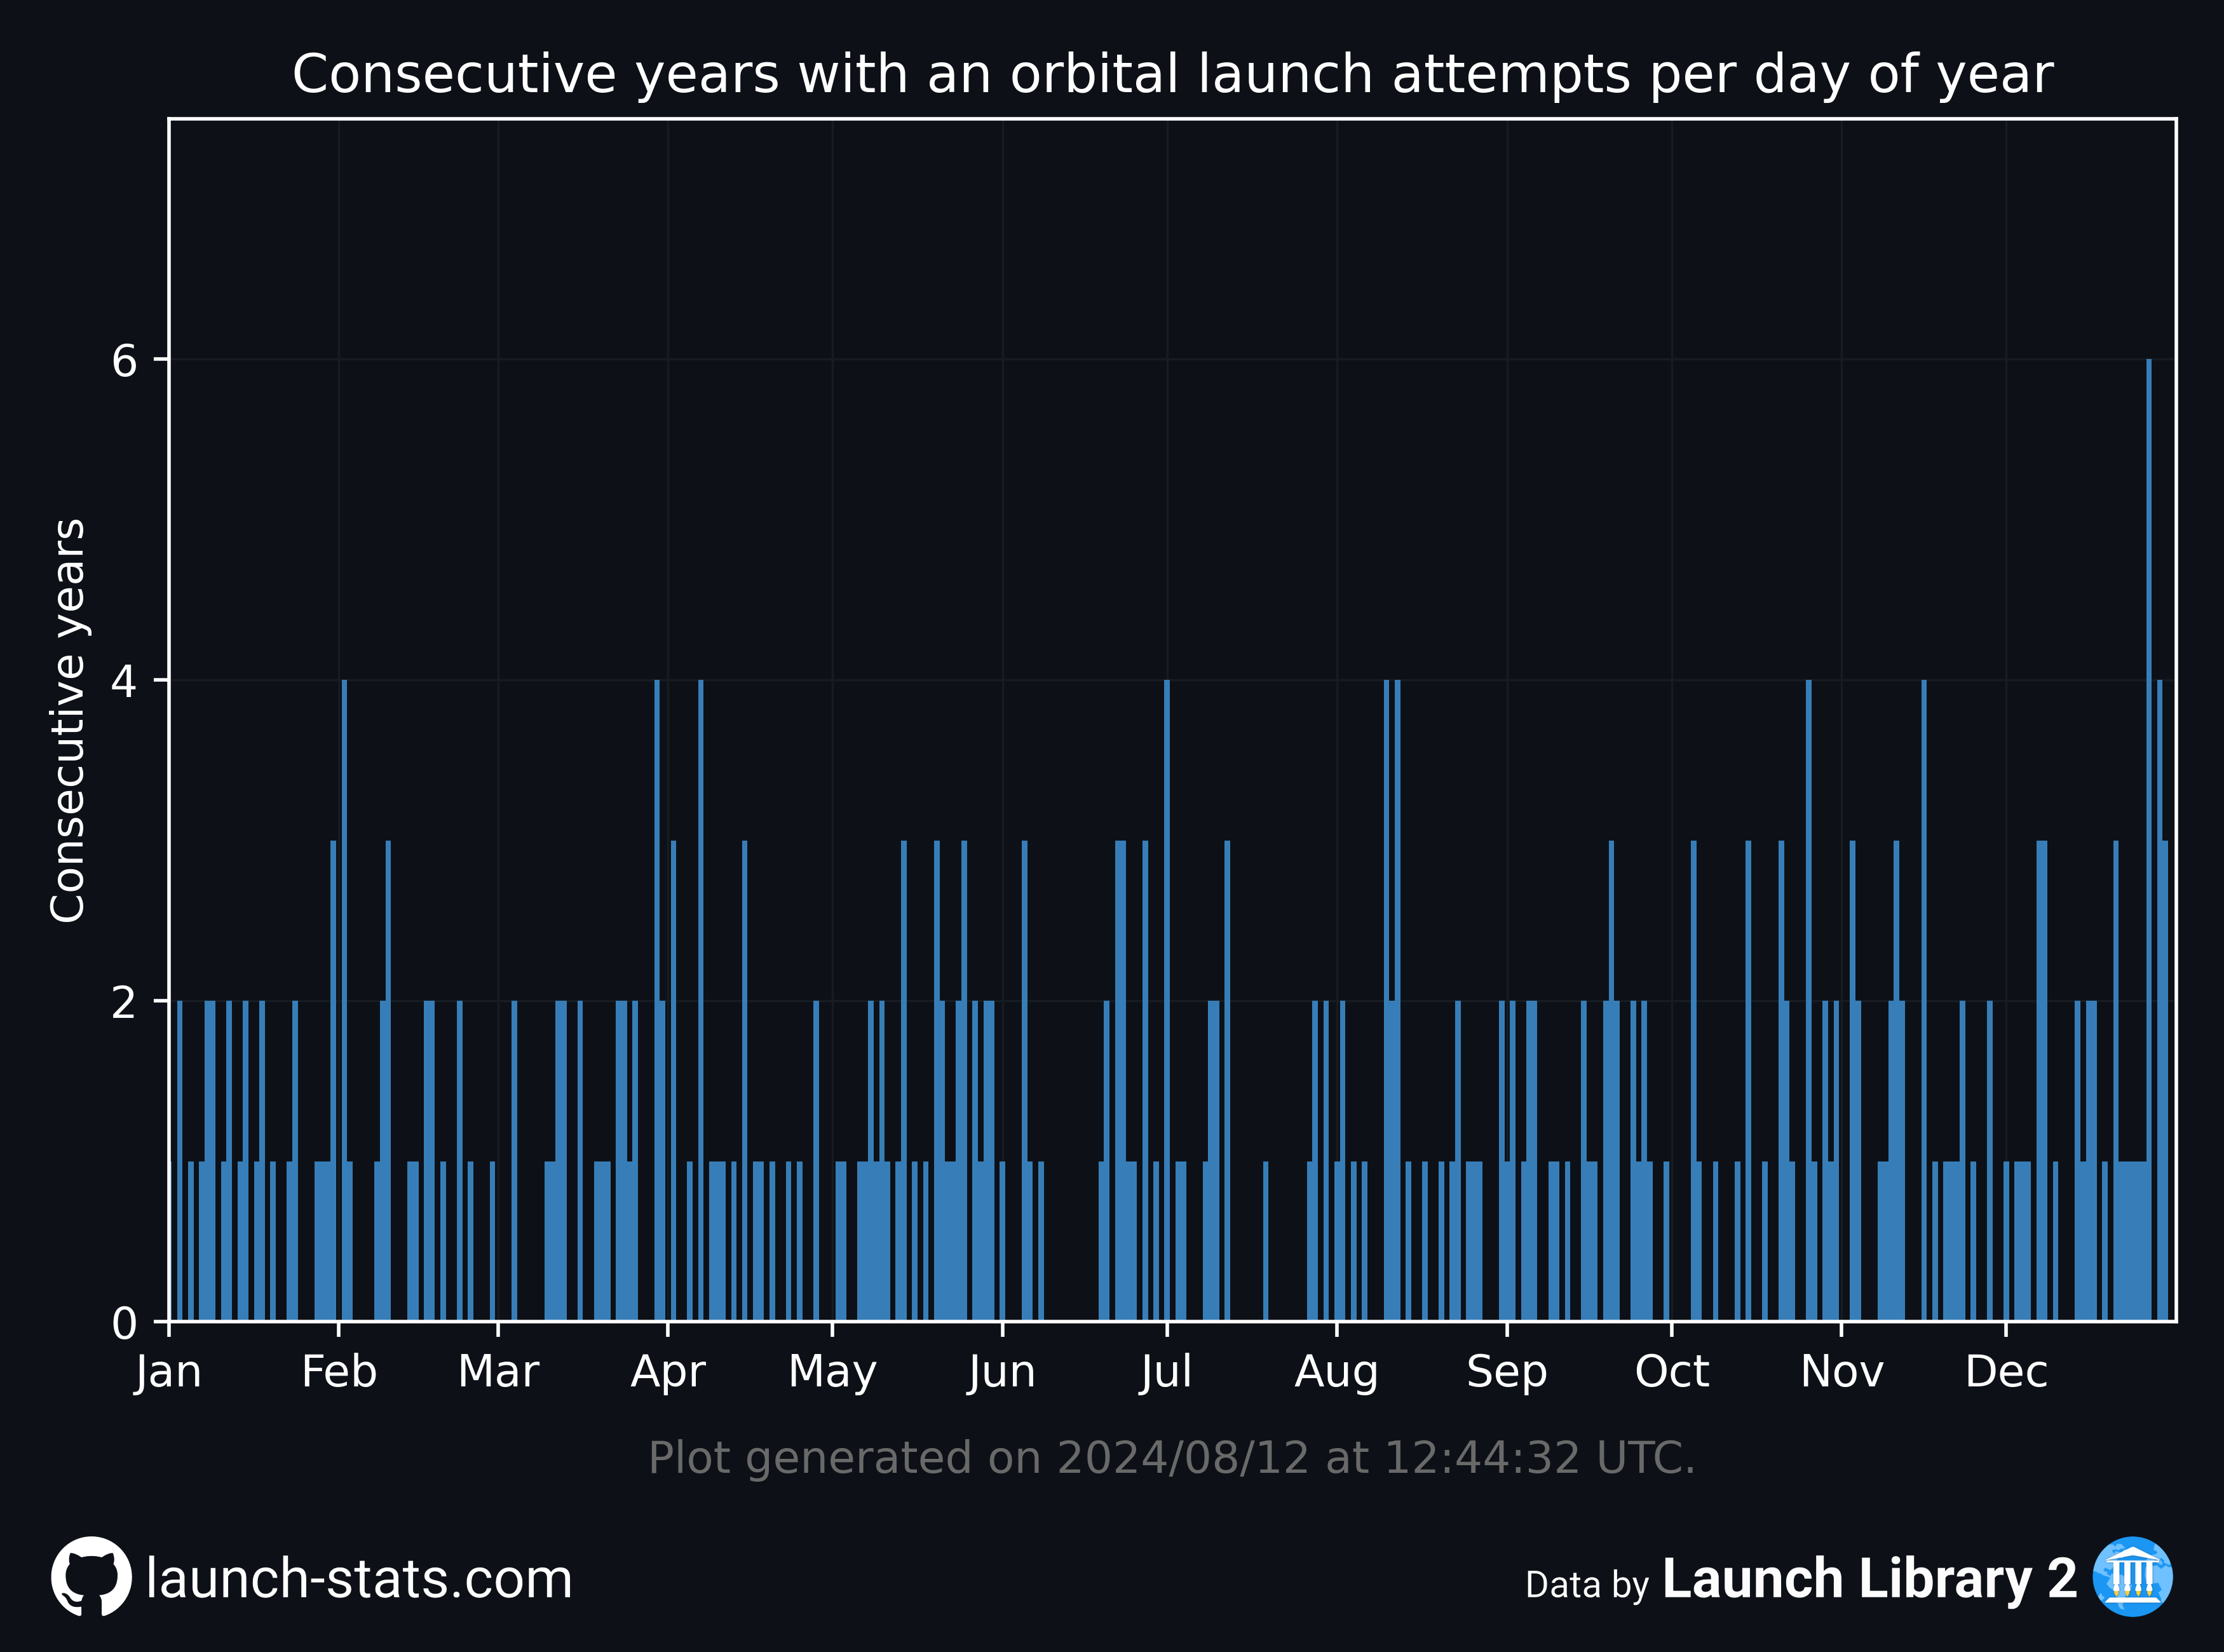 Consecutive years with an orbital launch attempts per day of year
Consecutive years
6
4
2
0
Jan Feb Mar Apr May Jun Jul Aug Sep Oct Nov Dec
Plot generated on 2024/08/12 at 12:44:32 UTC.
launch-stats.com
Data by Launch Library 2